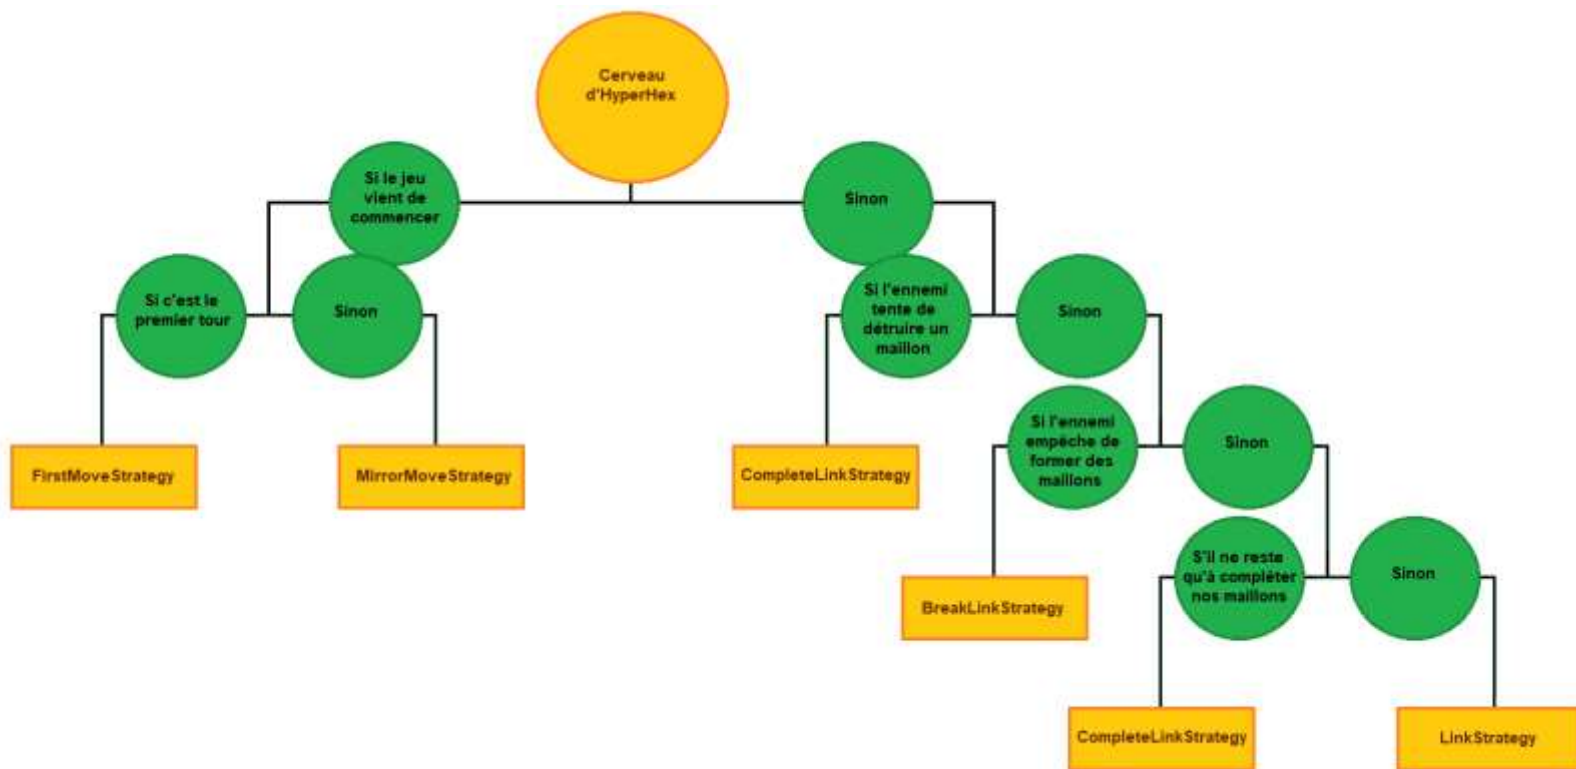 Cerveau
d'HyperHex
Si le jeu
vient de
commencer
Sinon
Si c'est le
premier tour
Sinon
Si l'ennemi
tente de
détruire un
maillon
Sinon
FirstMoveStrategy
MirrorMoveStrategy
CompleteLinkStrategy
Si l'ennemi
empêche de
former des
maillons
Sinon
BreakLinkStrategy
S'il ne reste
qu'à compléter
nos maillons
Sinon
CompleteLinkStrategy
LinkStrategy